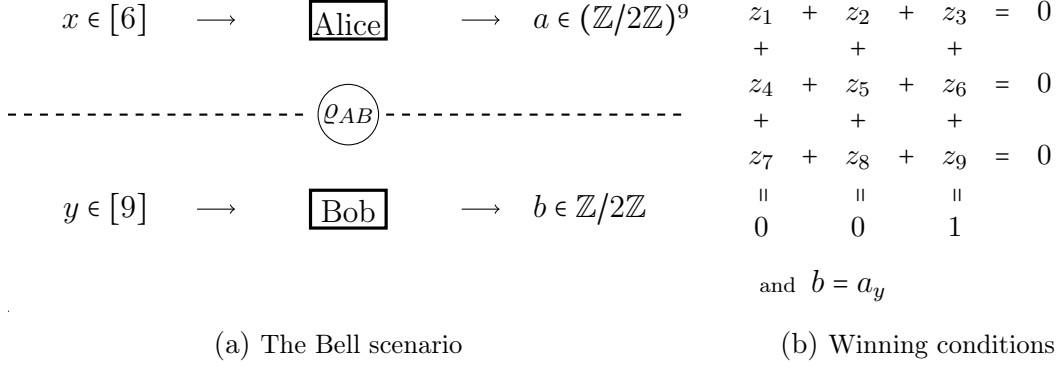 x ∈ [6] ⟶ Alice ⟶ a ∈ (ℤ/2ℤ)⁹
ϱ_AB
y ∈ [9] ⟶ Bob ⟶ b ∈ ℤ/2ℤ
(a) The Bell scenario
z₁ + z₂ + z₃ = 0
+ + +
z₄ + z₅ + z₆ = 0
+ + +
z₇ + z₈ + z₉ = 0
= = =
0 0 1
and b = a_y
(b) Winning conditions